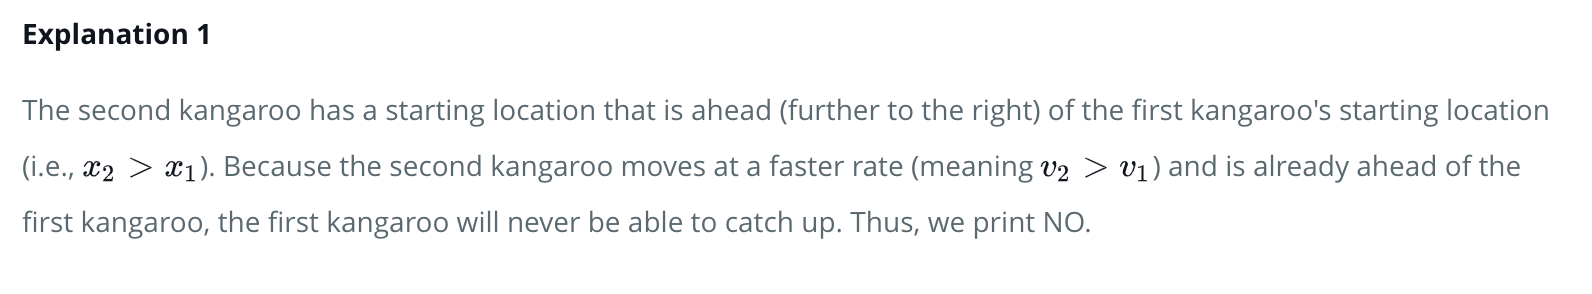 Explanation 1
The second kangaroo has a starting location that is ahead (further to the right) of the first kangaroo's starting location
(i.e., x₂ > x₁). Because the second kangaroo moves at a faster rate (meaning v₂ > v₁) and is already ahead of the
first kangaroo, the first kangaroo will never be able to catch up. Thus, we print NO.